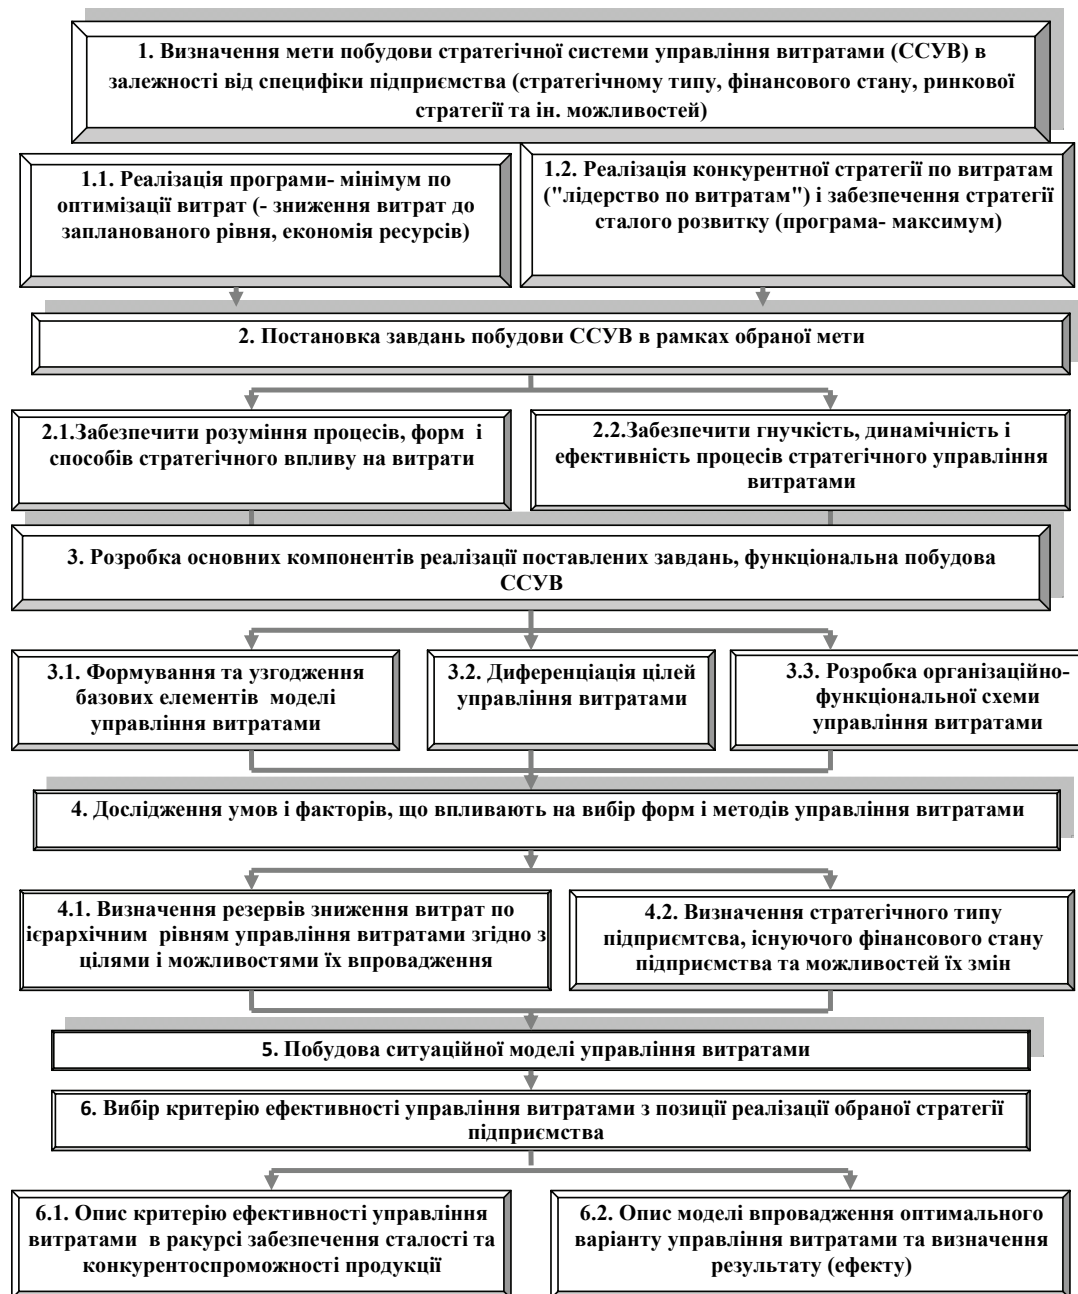 1. Визначення мети побудови стратегічної системи управління витратами (ССУВ) в
залежності від специфіки підприємства (стратегічному типу, фінансового стану, ринкової
стратегії та ін. можливостей)
1.1. Реалізація програми- мінімум по
оптимізації витрат (- зниження витрат до
запланованого рівня, економія ресурсів)
1.2. Реалізація конкурентної стратегії по витратам
("лідерство по витратам") і забезпечення стратегії
сталого розвитку (програма- максимум)
2. Постановка завдань побудови ССУВ в рамках обраної мети
2.1.Забезпечити розуміння процесів, форм і
способів стратегічного впливу на витрати
2.2.Забезпечити гнучкість, динамічність і
ефективність процесів стратегічного управління
витратами
3. Розробка основних компонентів реалізації поставлених завдань, функціональна побудова
ССУВ
3.1. Формування та узгодження
базових елементів моделі
управління витратами
3.2. Диференціація цілей
управління витратами
3.3. Розробка організаційно-
функціональної схеми
управління витратами
4. Дослідження умов і факторів, що впливають на вибір форм і методів управління витратами
4.1. Визначення резервів зниження витрат по
ієрархічним рівням управління витратами згідно з
цілями і можливостями їх впровадження
4.2. Визначення стратегічного типу
підприємтсва, існуючого фінансового стану
підприємства та можливостей їх змін
5. Побудова ситуаційної моделі управління витратами
6. Вибір критерію ефективності управління витратами з позиції реалізації обраної стратегії
підприємства
6.1. Опис критерію ефективності управління
витратами в ракурсі забезпечення сталості та
конкурентоспроможності продукції
6.2. Опис моделі впровадження оптимального
варіанту управління витратами та визначення
результату (ефекту)